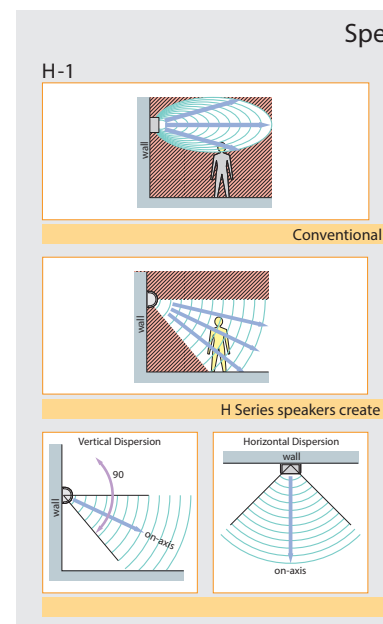 Spe
H-1
wall
Conventional
wall
H Series speakers create
Vertical Dispersion
90
wall
on-axis
Horizontal Dispersion
wall
on-axis